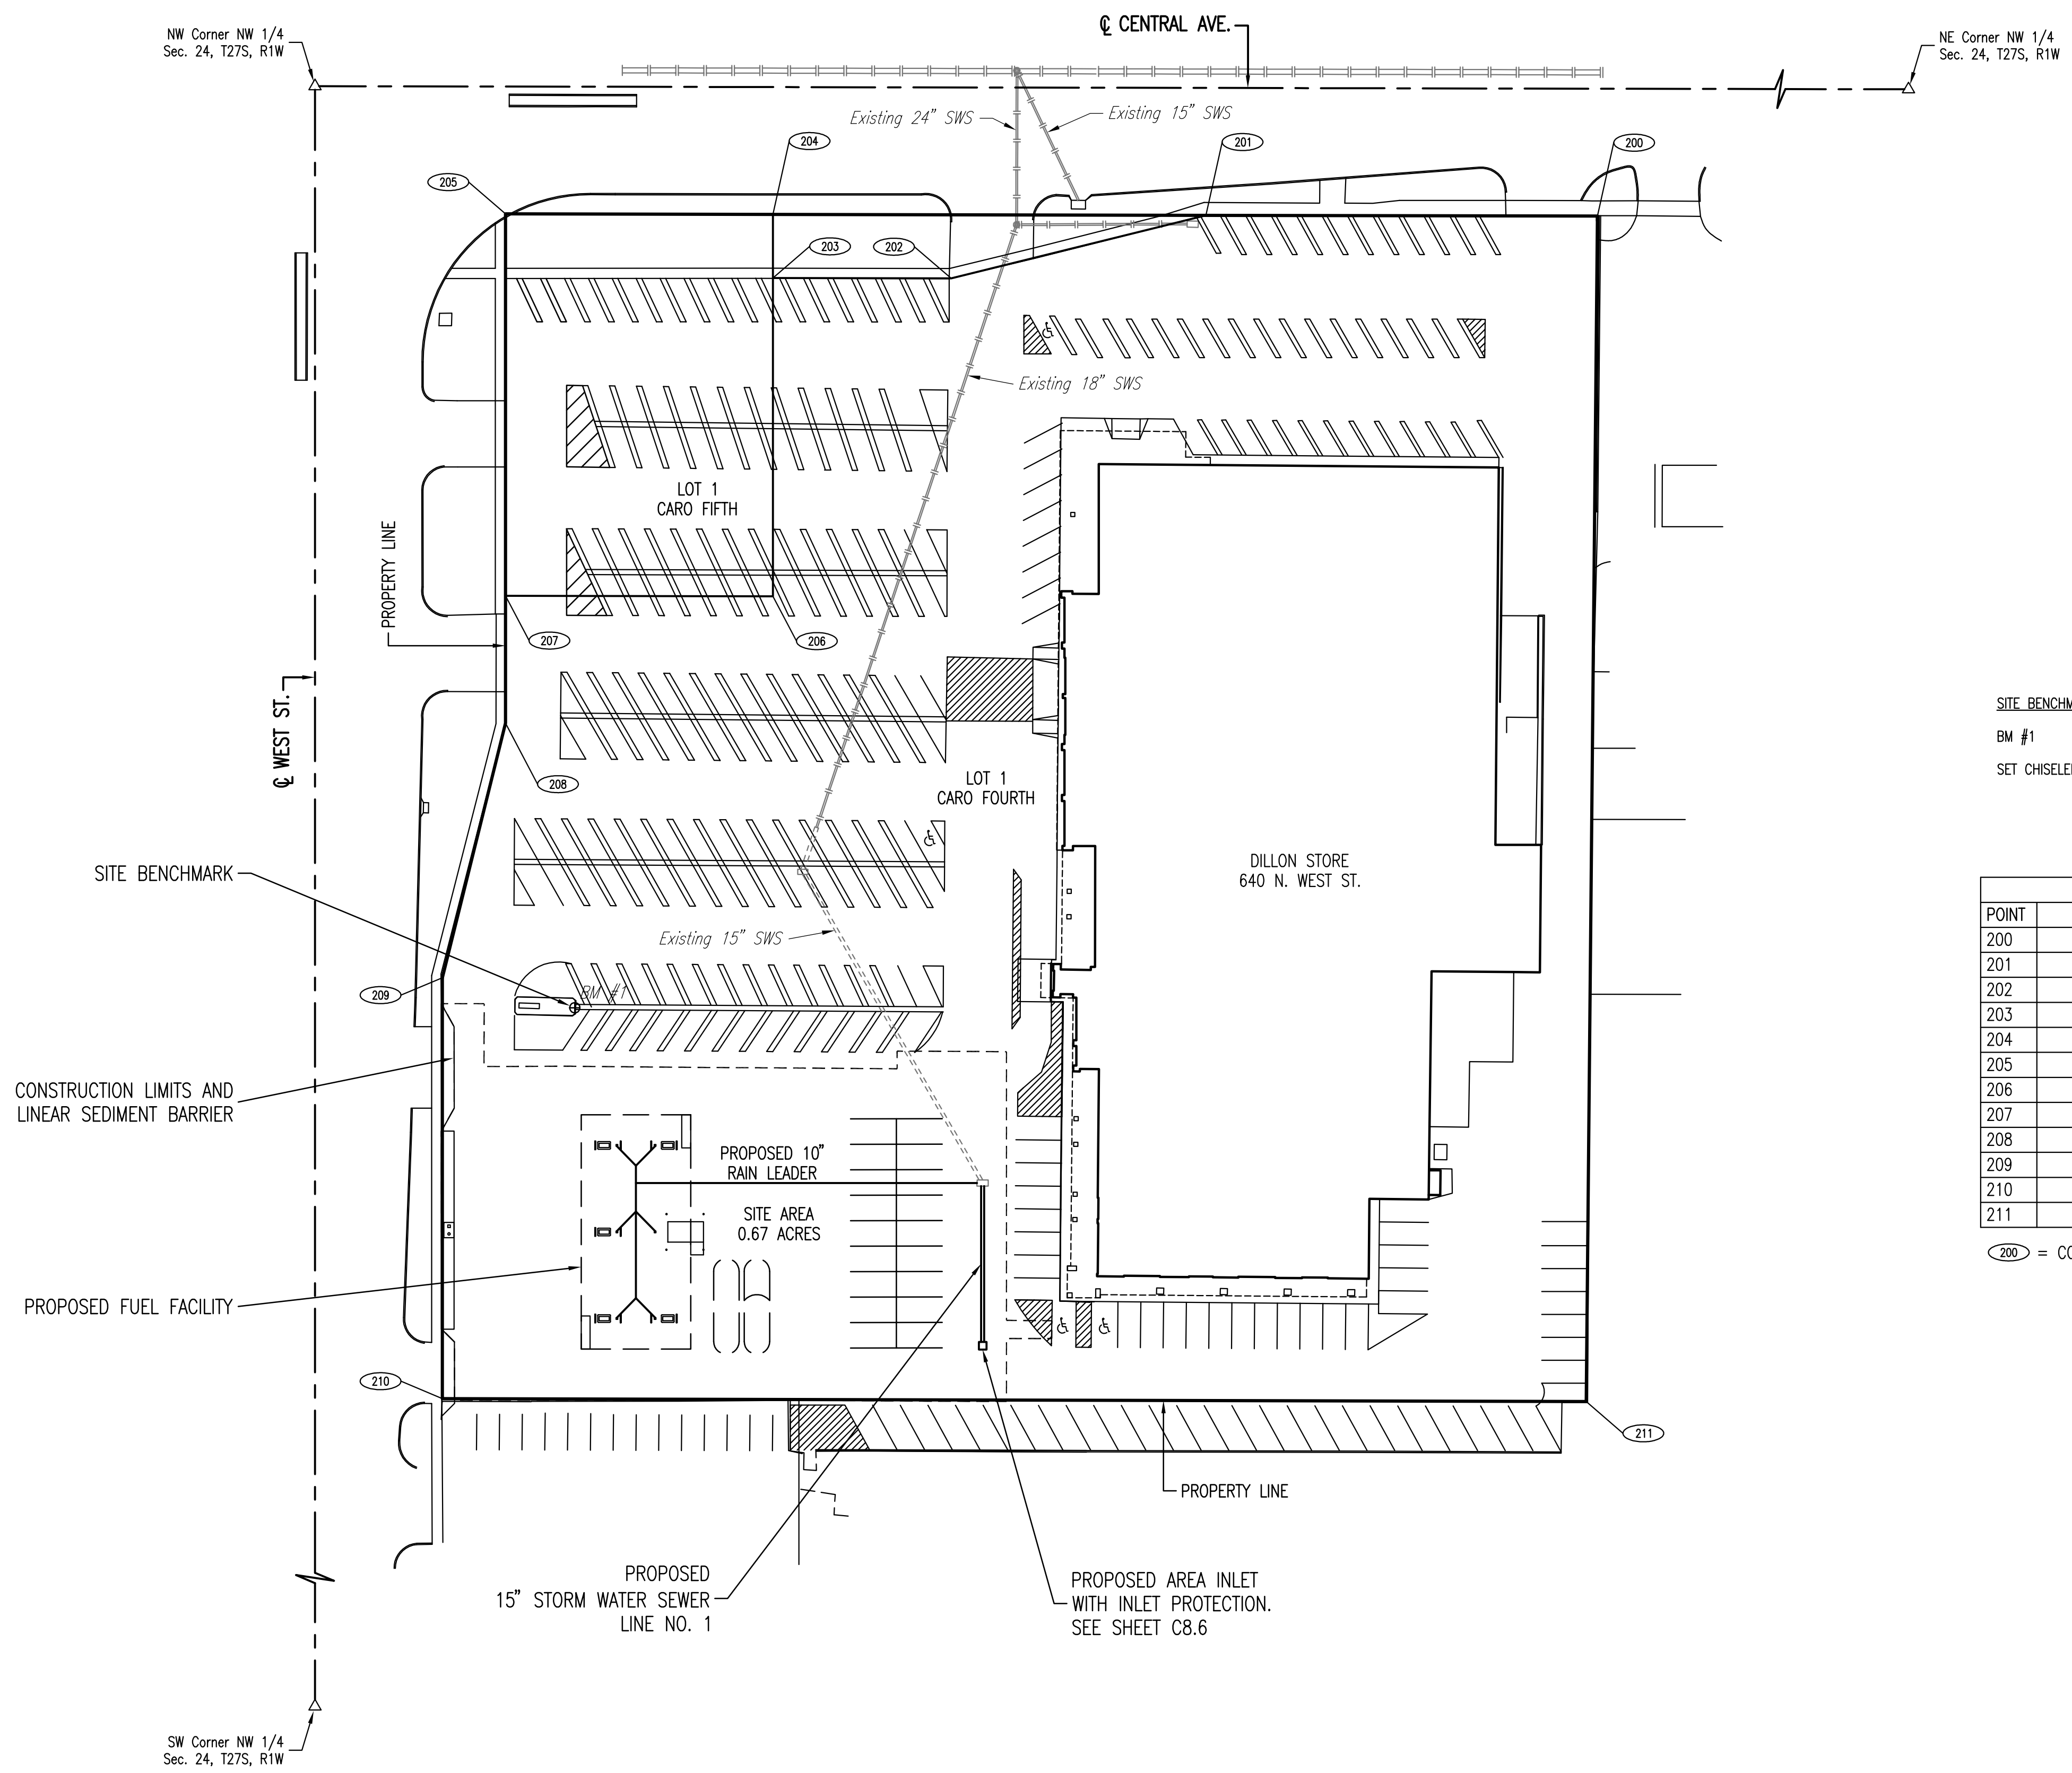 ℄ CENTRAL AVE.
NW Corner NW 1/4
Sec. 24, T27S, R1W
NE Corner NW 1/4
Sec. 24, T27S, R1W
Existing 24" SWS
Existing 15" SWS
204
201
200
205
203
202
Existing 18" SWS
LOT 1
CARO FIFTH
PROPERTY LINE
207
206
℄ WEST ST.
208
LOT 1
CARO FOURTH
SITE BENCHM
BM #1
SET CHISELE
SITE BENCHMARK
DILLON STORE
640 N. WEST ST.
Existing 15" SWS
209
BM #1
POINT
200
201
202
203
204
205
206
207
208
209
210
211
200 = CO
CONSTRUCTION LIMITS AND
LINEAR SEDIMENT BARRIER
PROPOSED 10"
RAIN LEADER
SITE AREA
0.67 ACRES
PROPOSED FUEL FACILITY
210
211
PROPERTY LINE
PROPOSED
15" STORM WATER SEWER
LINE NO. 1
PROPOSED AREA INLET
WITH INLET PROTECTION.
SEE SHEET C8.6
SW Corner NW 1/4
Sec. 24, T27S, R1W